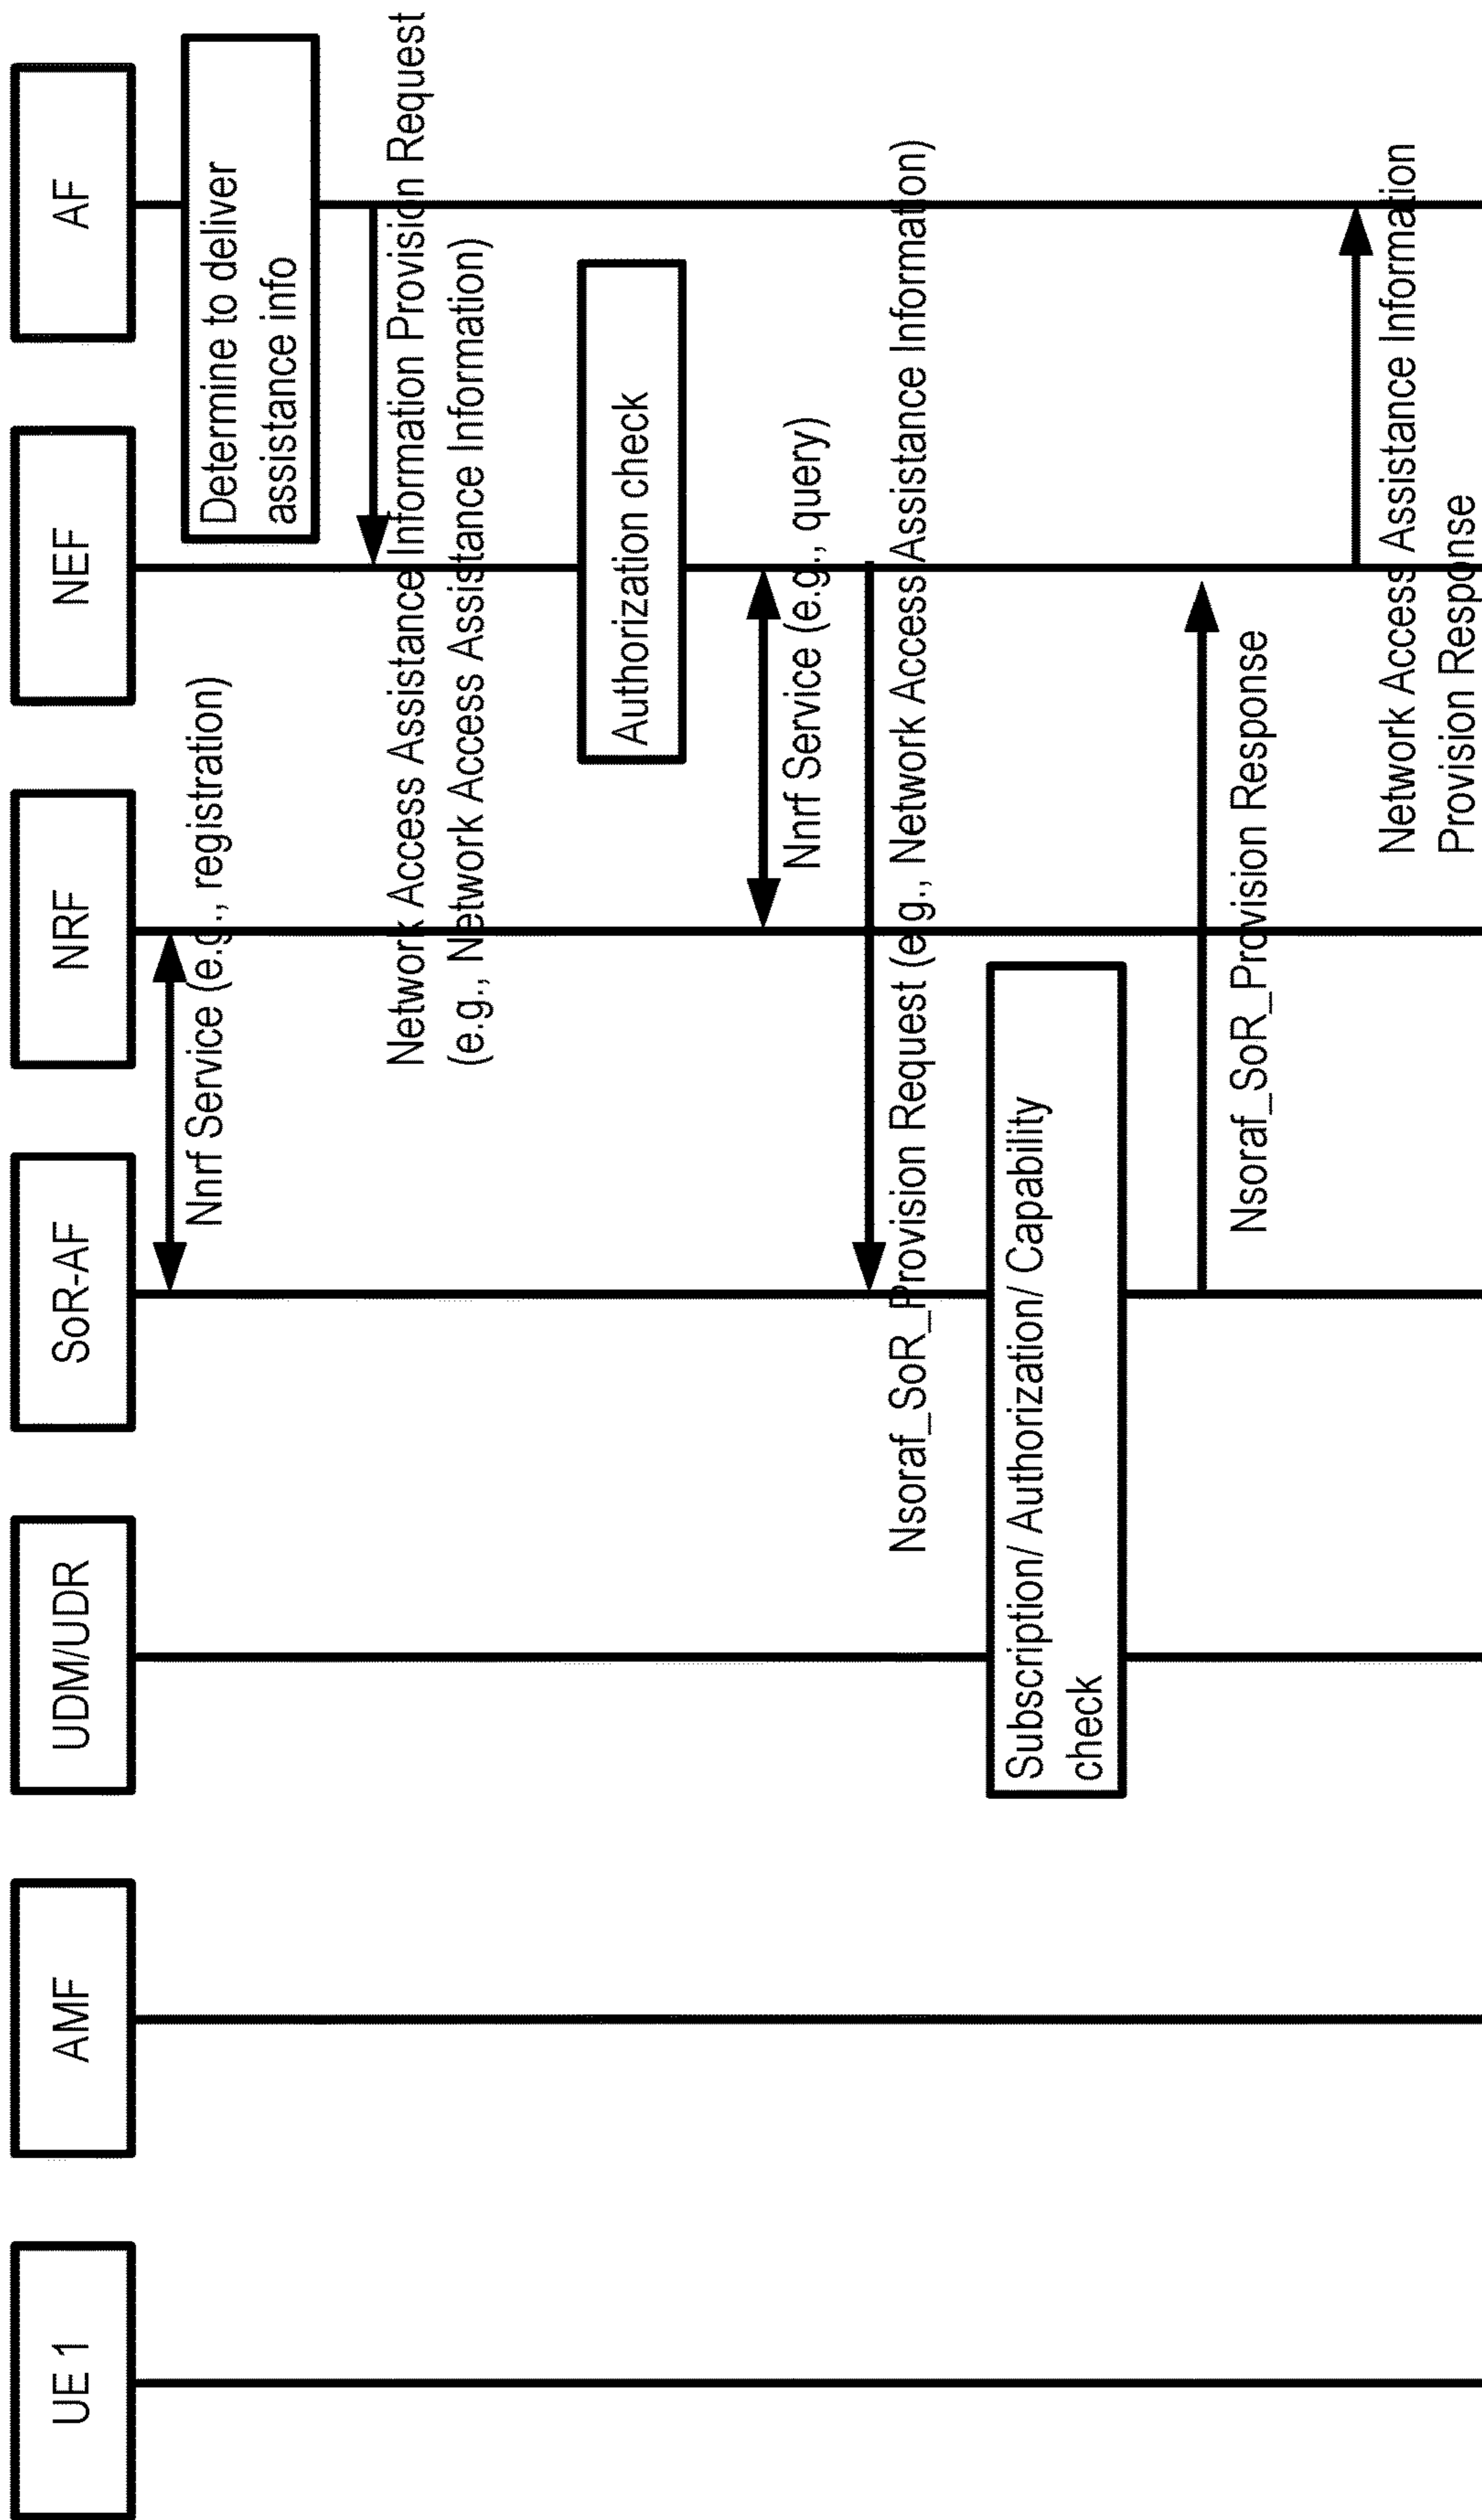 UE 1
AMF
UDM/UDR
SoR-AF
NRF
NEF
AF
Nnrf Service (e.g., registration)
Determine to deliver
assistance info
Network Access Assistance Information Provision Request
(e.g., Network Access Assistance Information)
Authorization check
Nnrf Service (e.g., query)
Nsoraf_SoR_Provision Request (e.g., Network Access Assistance Information)
Subscription/ Authorization/ Capability
check
Nsoraf_SoR_Provision Response
Network Access Assistance Information
Provision Response